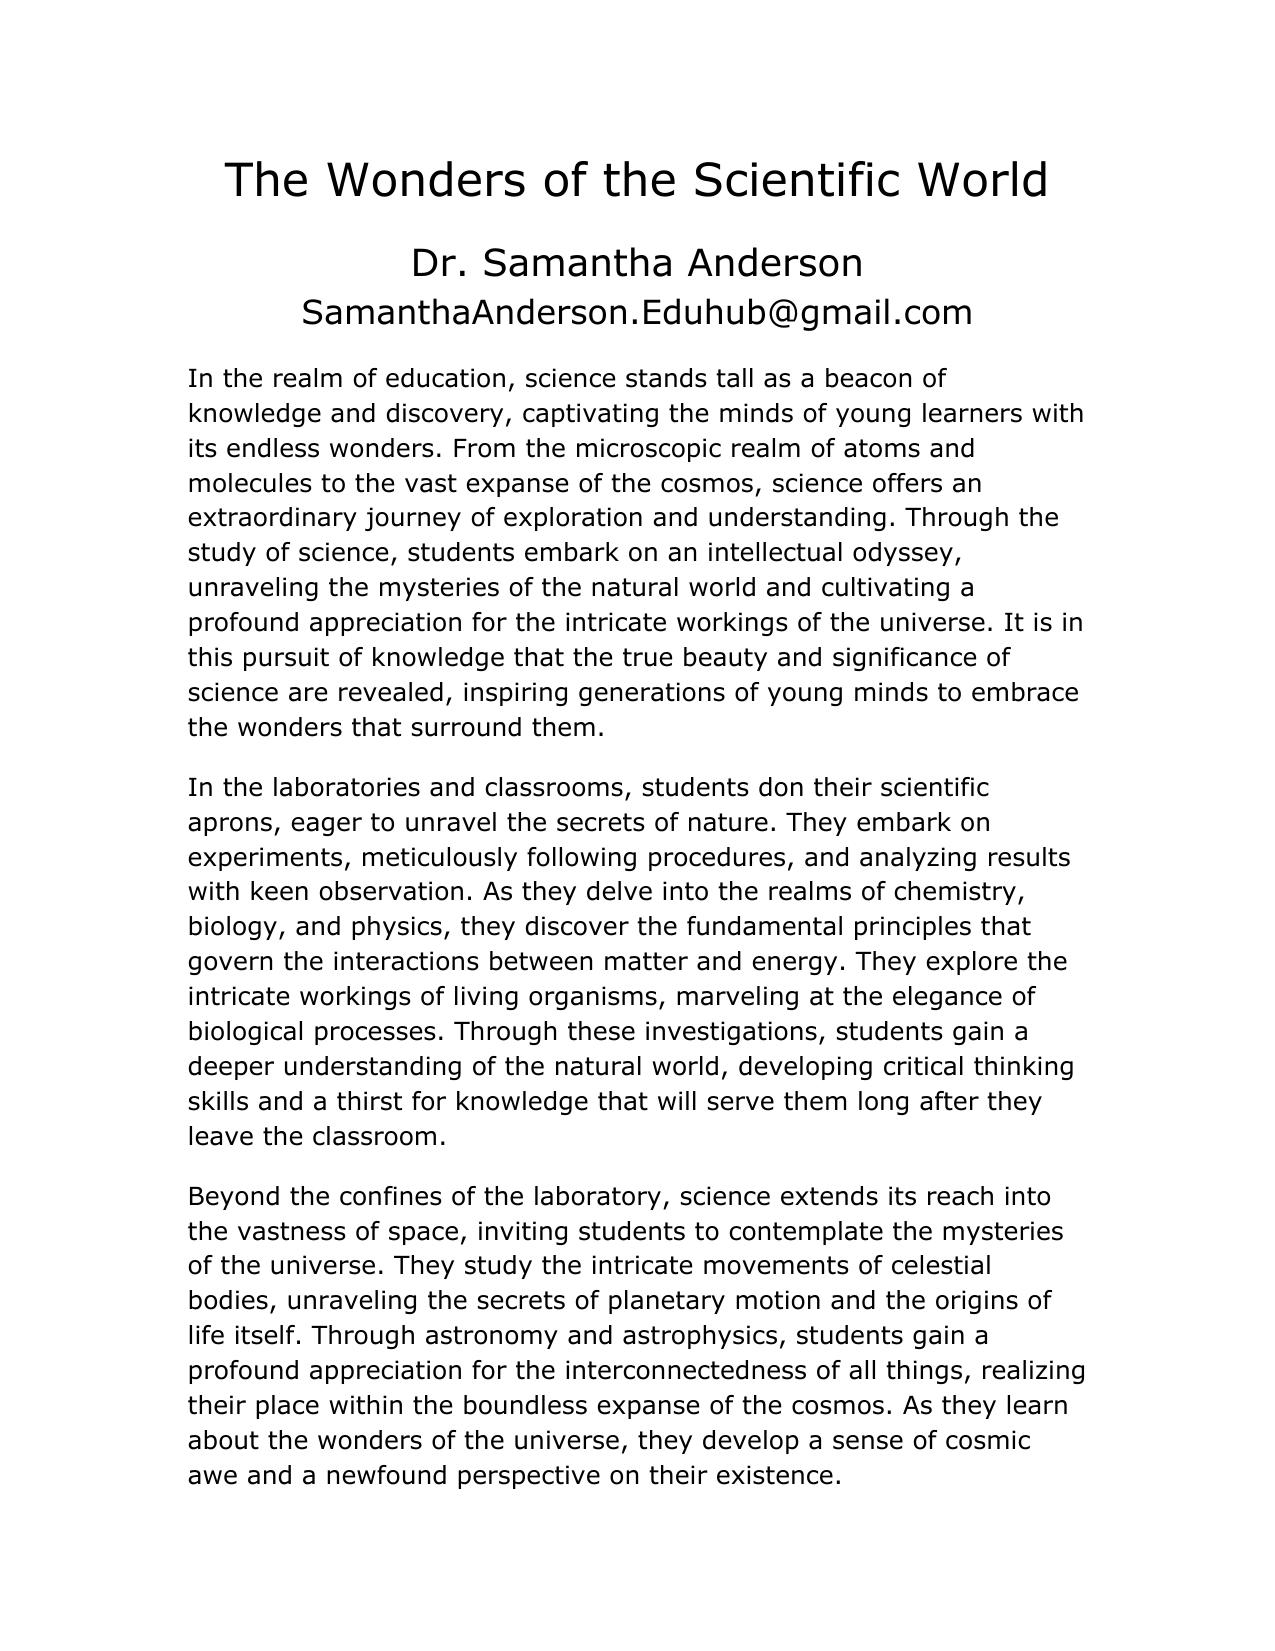 The Wonders of the Scientific World
Dr. Samantha Anderson
SamanthaAnderson.Eduhub@gmail.com
In the realm of education, science stands tall as a beacon of
knowledge and discovery, captivating the minds of young learners with
its endless wonders. From the microscopic realm of atoms and
molecules to the vast expanse of the cosmos, science offers an
extraordinary journey of exploration and understanding. Through the
study of science, students embark on an intellectual odyssey,
unraveling the mysteries of the natural world and cultivating a
profound appreciation for the intricate workings of the universe. It is in
this pursuit of knowledge that the true beauty and significance of
science are revealed, inspiring generations of young minds to embrace
the wonders that surround them.
In the laboratories and classrooms, students don their scientific
aprons, eager to unravel the secrets of nature. They embark on
experiments, meticulously following procedures, and analyzing results
with keen observation. As they delve into the realms of chemistry,
biology, and physics, they discover the fundamental principles that
govern the interactions between matter and energy. They explore the
intricate workings of living organisms, marveling at the elegance of
biological processes. Through these investigations, students gain a
deeper understanding of the natural world, developing critical thinking
skills and a thirst for knowledge that will serve them long after they
leave the classroom.
Beyond the confines of the laboratory, science extends its reach into
the vastness of space, inviting students to contemplate the mysteries
of the universe. They study the intricate movements of celestial
bodies, unraveling the secrets of planetary motion and the origins of
life itself. Through astronomy and astrophysics, students gain a
profound appreciation for the interconnectedness of all things, realizing
their place within the boundless expanse of the cosmos. As they learn
about the wonders of the universe, they develop a sense of cosmic
awe and a newfound perspective on their existence.